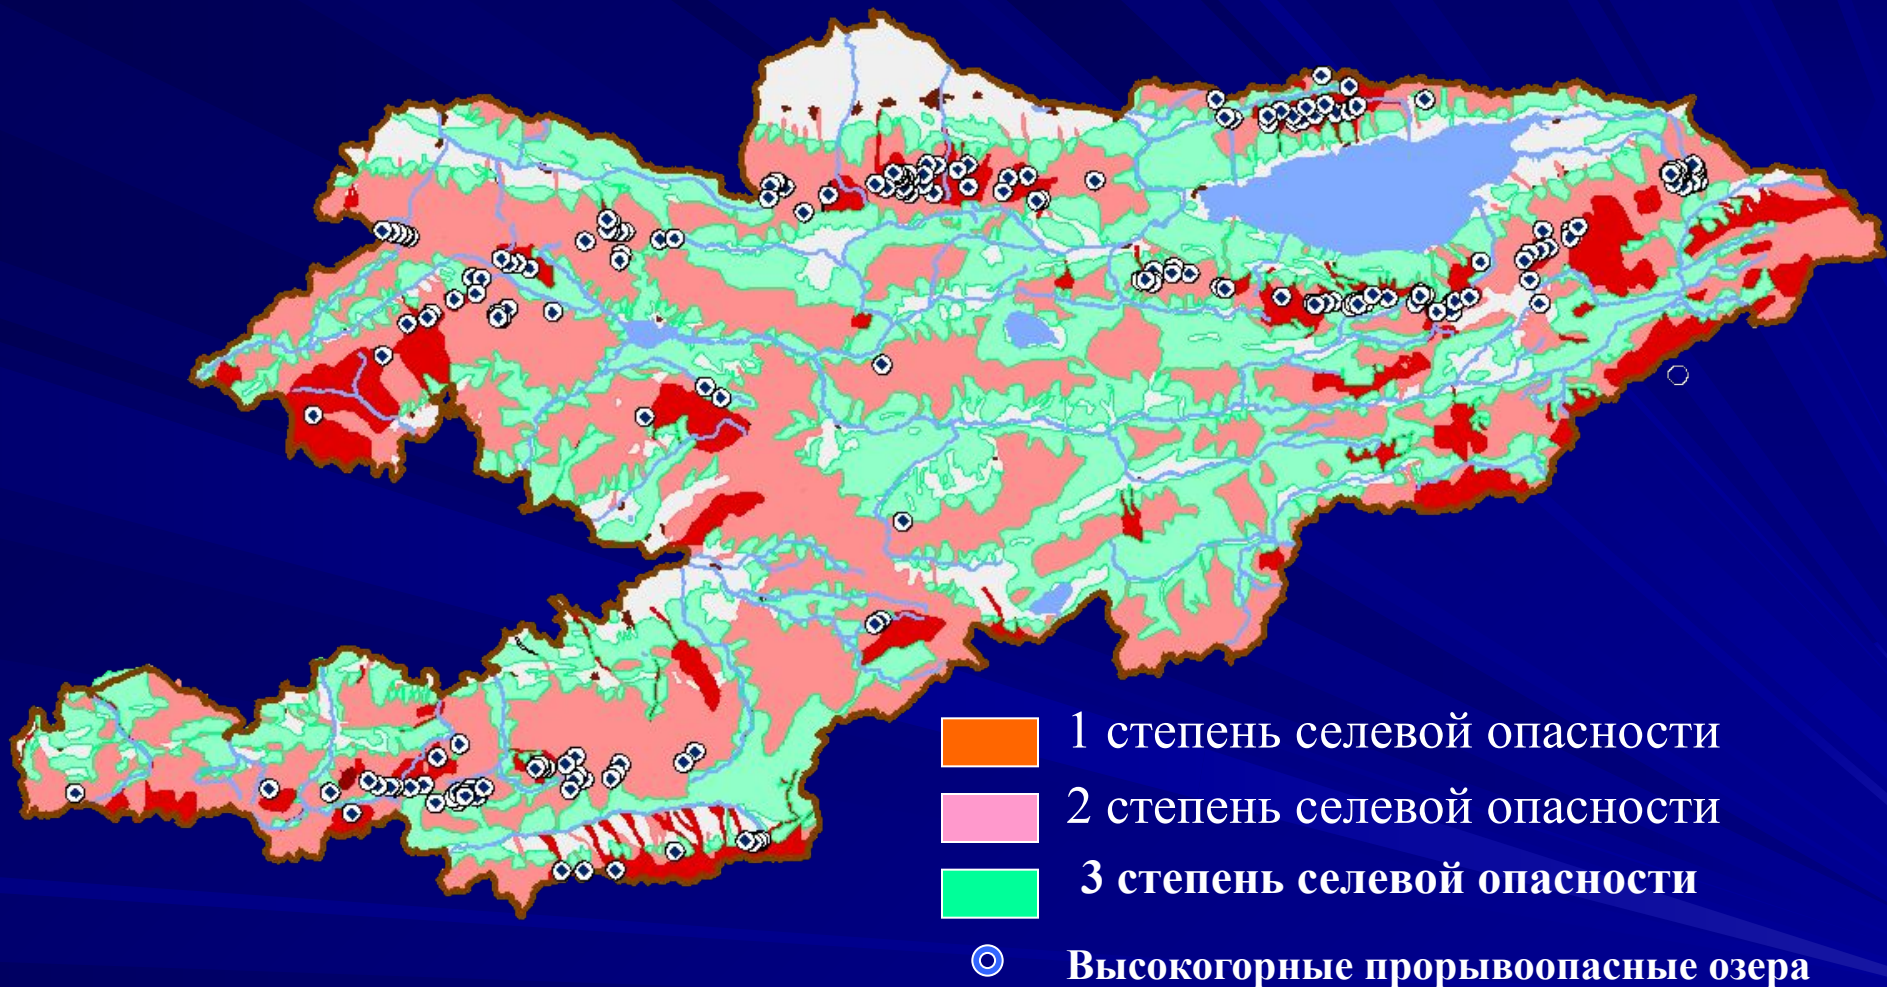 1 степень селевой опасности
2 степень селевой опасности
3 степень селевой опасности
Высокогорные прорывоопасные озера